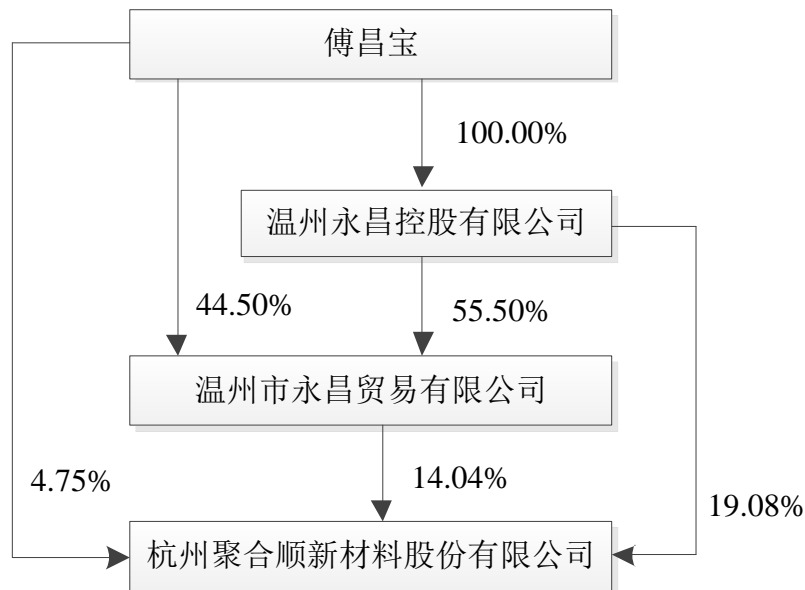 傅昌宝
100.00%
温州永昌控股有限公司
44.50%
55.50%
温州市永昌贸易有限公司
4.75%
14.04%
19.08%
杭州聚合顺新材料股份有限公司